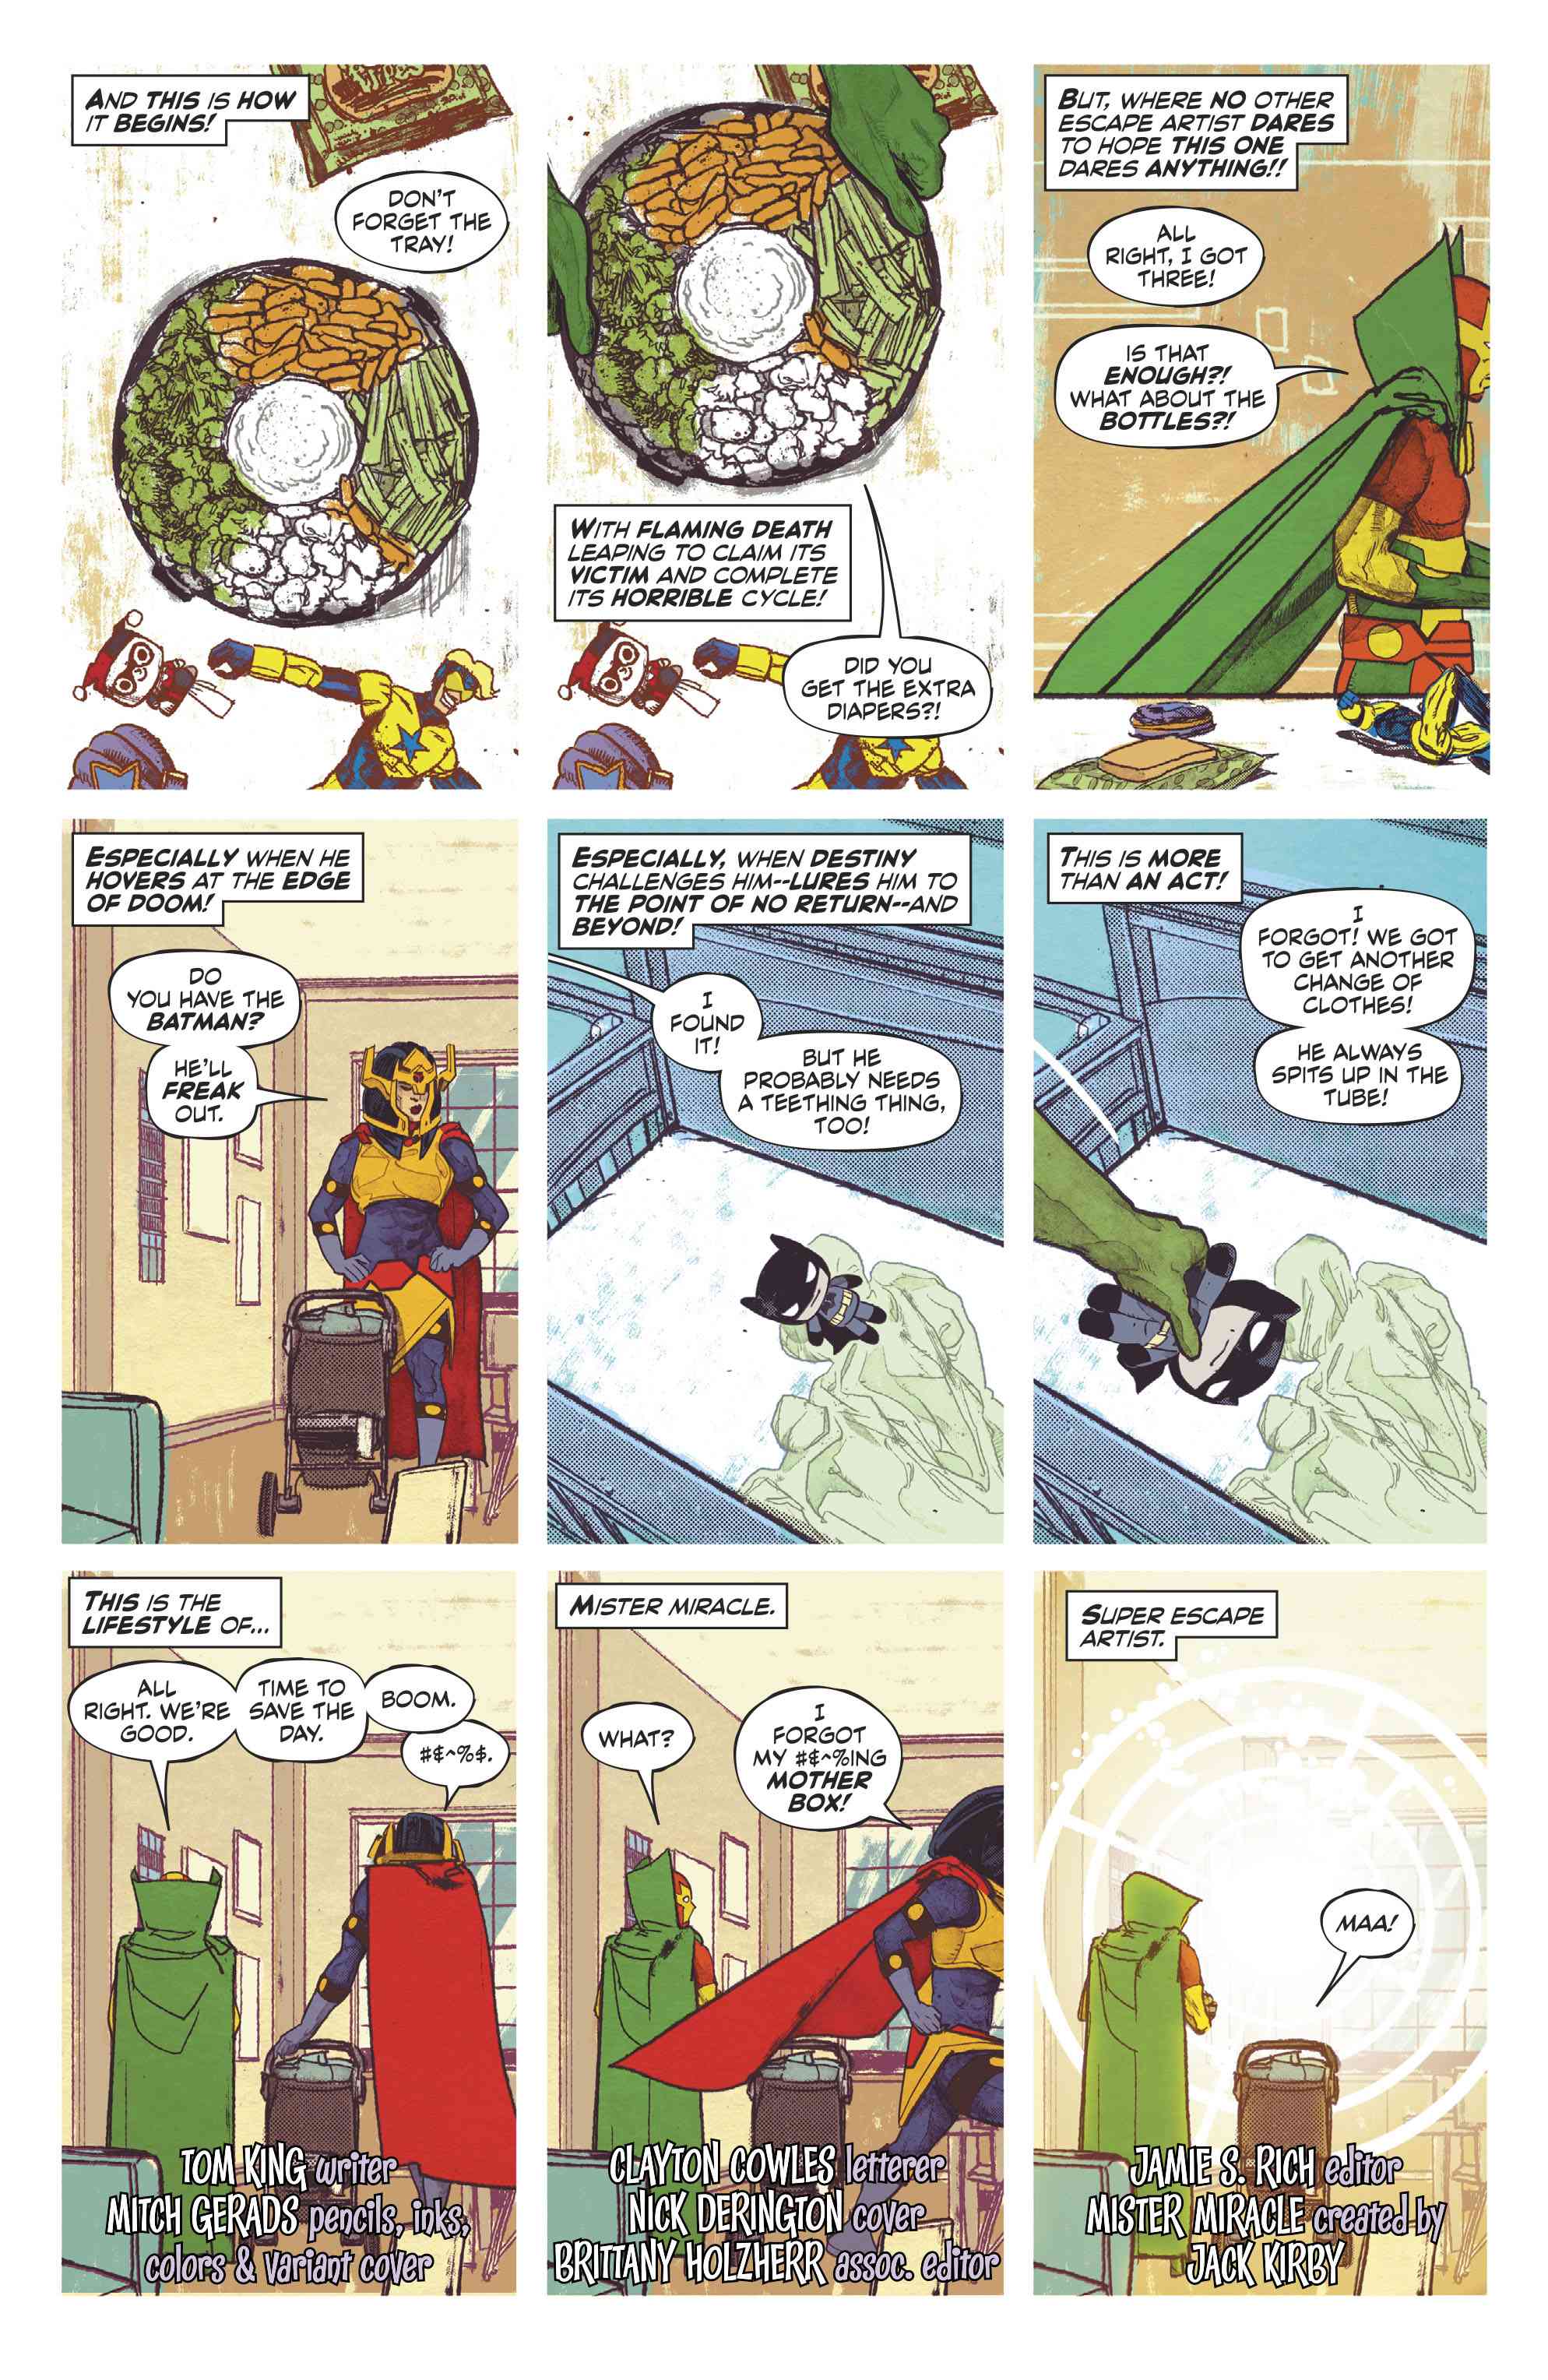 AND THIS IS HOW
IT BEGINS!
DON'T
FORGET THE
TRAY!
WITH FLAMING DEATH
LEAPING TO CLAIM ITS
VICTIM AND COMPLETE
ITS HORRIBLE CYCLE!
DID YOU
GET THE EXTRA
DIAPERS?!
BUT, WHERE NO OTHER
ESCAPE ARTIST DARES
TO HOPE THIS ONE
DARES ANYTHING!!
ALL
RIGHT, I GOT
THREE!
IS THAT
ENOUGH?!
WHAT ABOUT THE
BOTTLES?!
ESPECIALLY WHEN HE
HOVERS AT THE EDGE
OF DOOM!
DO
YOU HAVE THE
BATMAN?
HE'LL
FREAK
OUT.
ESPECIALLY, WHEN DESTINY
CHALLENGES HIM--LURES HIM TO
THE POINT OF NO RETURN--AND
BEYOND!
I
FOUND
IT!
BUT HE
PROBABLY NEEDS
A TEETHING THING,
TOO!
THIS IS MORE
THAN AN ACT!
I
FORGOT! WE GOT
TO GET ANOTHER
CHANGE OF
CLOTHES!
HE ALWAYS
SPITS UP IN THE
TUBE!
THIS IS THE
LIFESTYLE OF...
ALL
RIGHT. WE'RE
GOOD.
TIME TO
SAVE THE
DAY.
BOOM.
#&^%$.
TOM KING writer
MITCH GERADS pencils, inks,
colors & variant cover
MISTER MIRACLE.
WHAT?
I
FORGOT
MY #&^%ING
MOTHER
BOX!
CLAYTON COWLES letterer
NICK DERINGTON cover
BRITTANY HOLZHERR assoc. editor
SUPER ESCAPE
ARTIST.
MAA!
JAMIE S. RICH editor
MISTER MIRACLE created by
JACK KIRBY